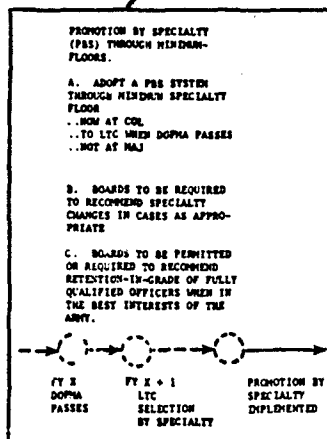 PROMOTION BY SPECIALTY
(PBS) THROUGH MINIMUM-
FLOORS.
A. ADOPT A PBS SYSTEM
THROUGH MINIMUM SPECIALTY
FLOOR
..NOW AT COL
..TO LTC WHEN DOPMA PASSES
..NOT AT MAJ
B. BOARDS TO BE REQUIRED
TO RECOMMEND SPECIALTY
CHANGES IN CASES AS APPRO-
PRIATE
C. BOARDS TO BE PERMITTED
OR REQUIRED TO RECOMMEND
RETENTION-IN-GRADE OF FULLY
QUALIFIED OFFICERS WHEN IN
THE BEST INTERESTS OF THE
ARMY.
FY X FY X + 1 PROMOTION BY
DOPMA LTC SPECIALTY
PASSES SELECTION IMPLEMENTED
BY SPECIALTY